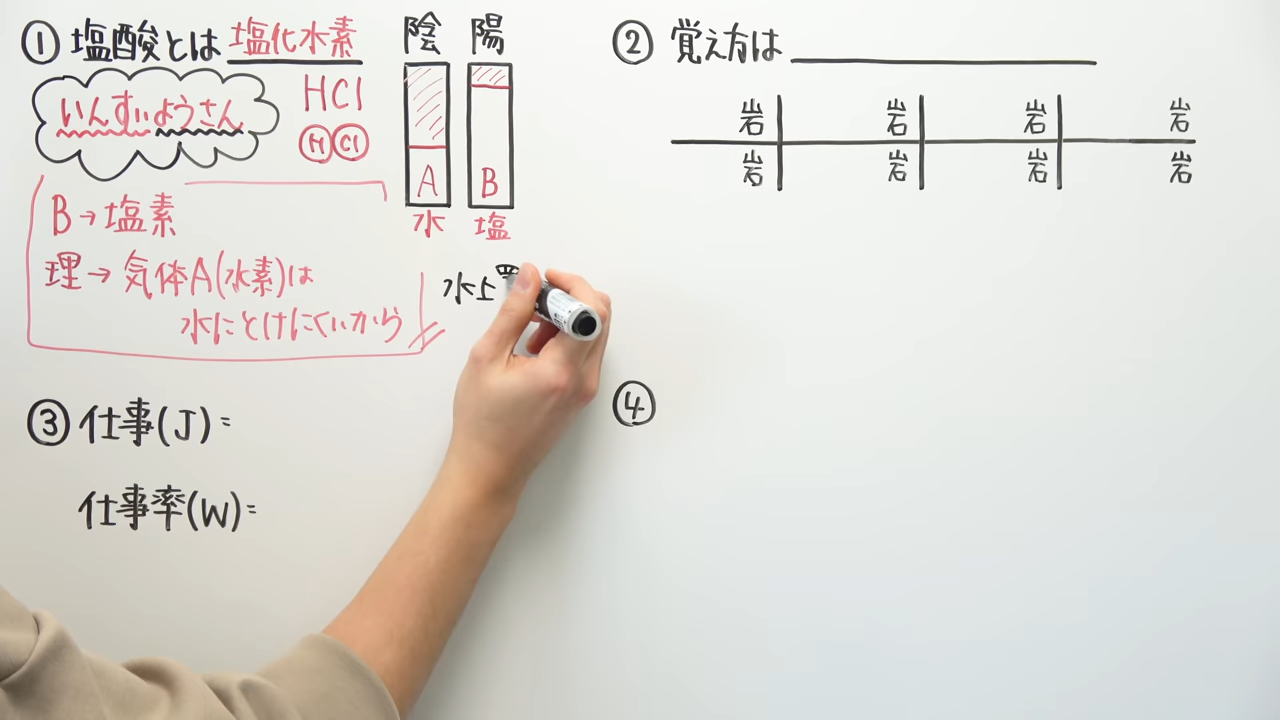 ① 塩酸とは 塩化水素
いんすいようさん
HCl
H Cl
陰 陽
A B
水 塩
B→塩素
理→気体A(水素)は
水にとけにくいから
水上
② 覚え方は
岩 岩 岩 岩
岩 岩 岩 岩
③ 仕事(J)=
仕事率(W)=
④